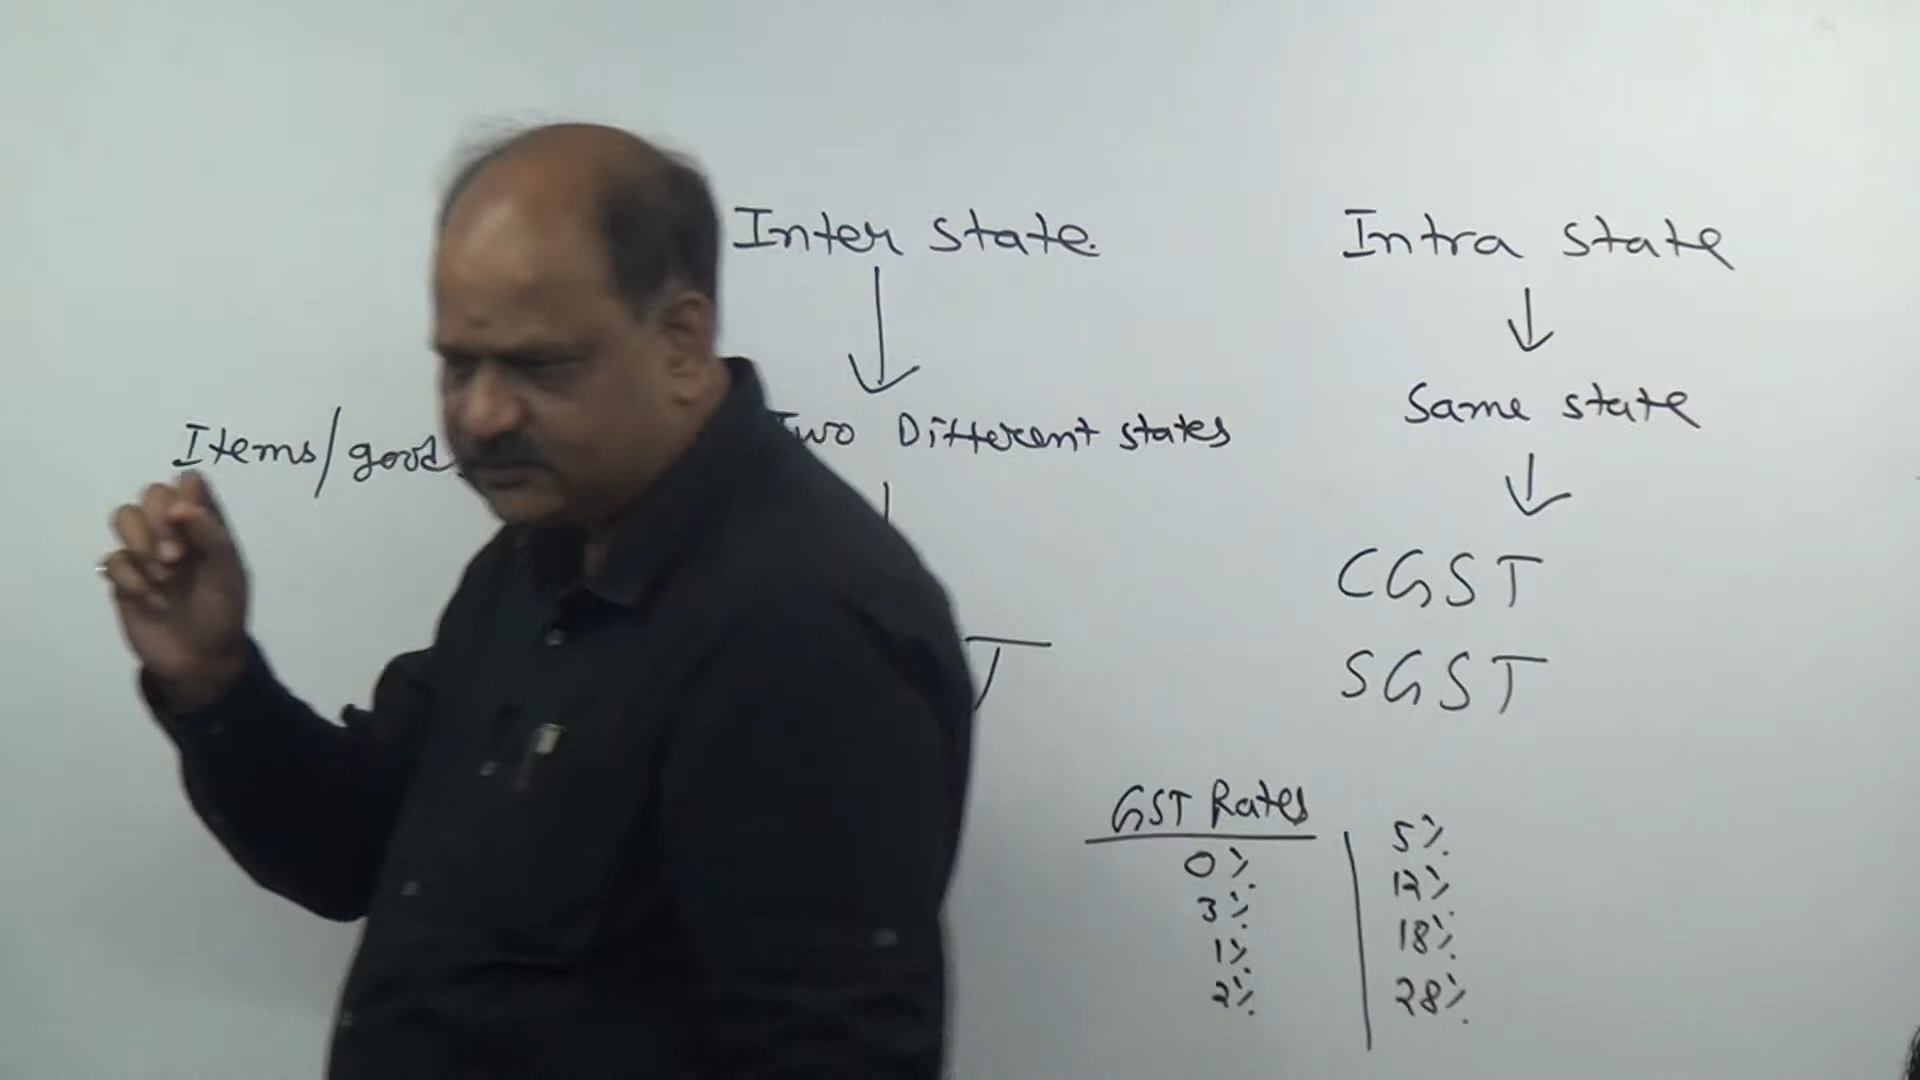 Inter state.
Intra state
Same state
Items/good
Two Different states
CGST
T
SGST
GST Rates
0%
3%
1%
2%
5%
12%
18%
28%